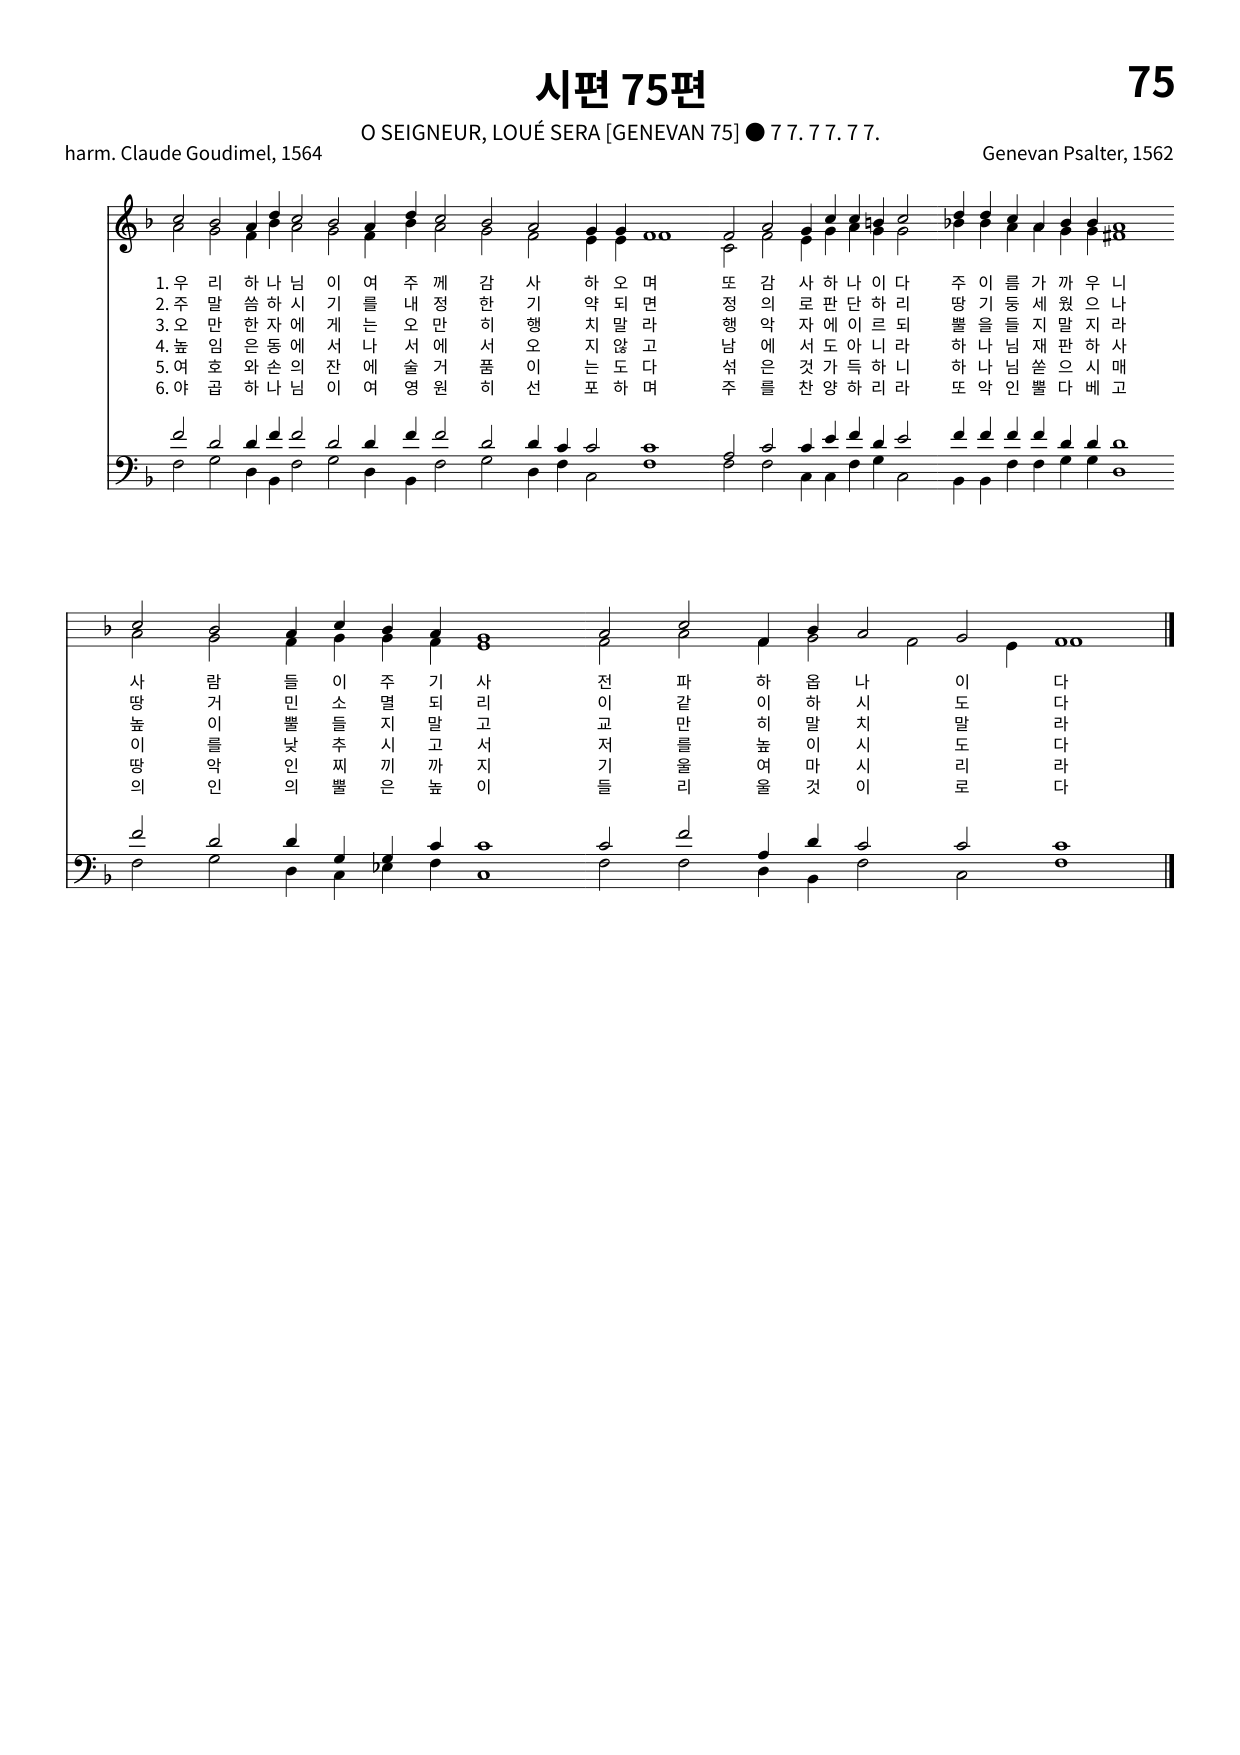 시편 75편
75
O SEIGNEUR, LOUÉ SERA [GENEVAN 75] ● 7 7. 7 7. 7 7.
harm. Claude Goudimel, 1564
Genevan Psalter, 1562
1. 우 리 하 나 님 이 여 주 께 감 사 하 오 며 또 감 사 하 나 이 다 주 이 름 가 까 우 니
2. 주 말 씀 하 시 기 를 내 정 한 기 약 되 면 정 의 로 판 단 하 리 땅 기 둥 세 웠 으 나
3. 오 만 한 자 에 게 는 오 만 히 행 치 말 라 행 악 자 에 이 르 되 뿔 을 들 지 말 지 라
4. 높 임 은 동 에 서 나 서 에 서 오 지 않 고 남 에 서 도 아 니 라 하 나 님 재 판 하 사
5. 여 호 와 손 의 잔 에 술 거 품 이 는 도 다 섞 은 것 가 득 하 니 하 나 님 쏟 으 시 매
6. 야 곱 하 나 님 이 여 영 원 히 선 포 하 며 주 를 찬 양 하 리 라 또 악 인 뿔 다 베 고
사 람 들 이 주 기 사 전 파 하 옵 나 이 다
땅 거 민 소 멸 되 리 이 같 이 하 시 도 다
높 이 뿔 들 지 말 고 교 만 히 말 치 말 라
이 를 낮 추 시 고 서 저 를 높 이 시 도 다
땅 악 인 찌 끼 까 지 기 울 여 마 시 리 라
의 인 의 뿔 은 높 이 들 리 울 것 이 로 다